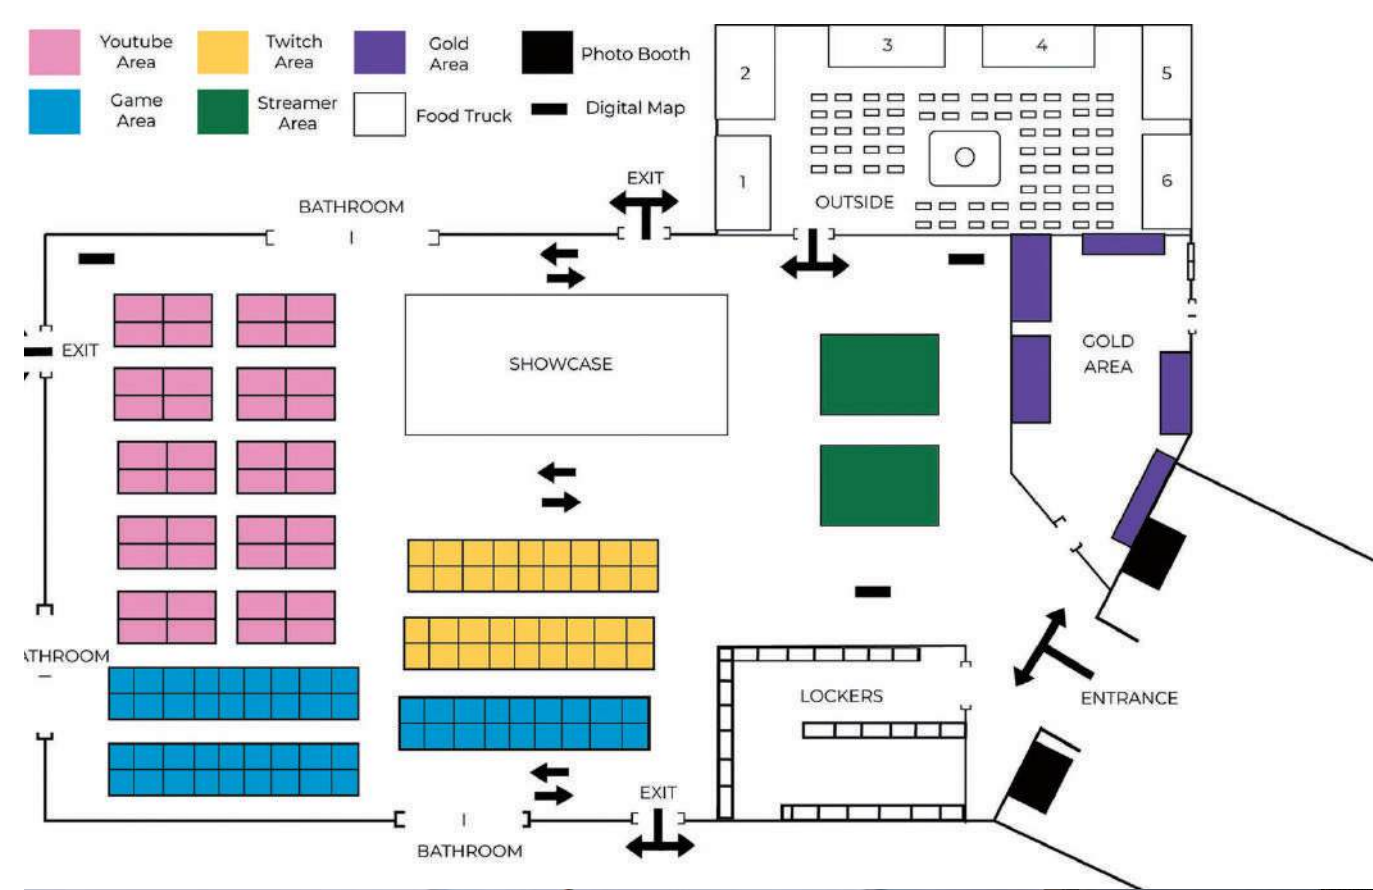 Youtube
Area
Twitch
Area
Gold
Area
Photo Booth
Game
Area
Streamer
Area
Food Truck
Digital Map
1
2
3
4
5
6
OUTSIDE
EXIT
BATHROOM
EXIT
SHOWCASE
GOLD
AREA
ATHROOM
LOCKERS
ENTRANCE
EXIT
BATHROOM